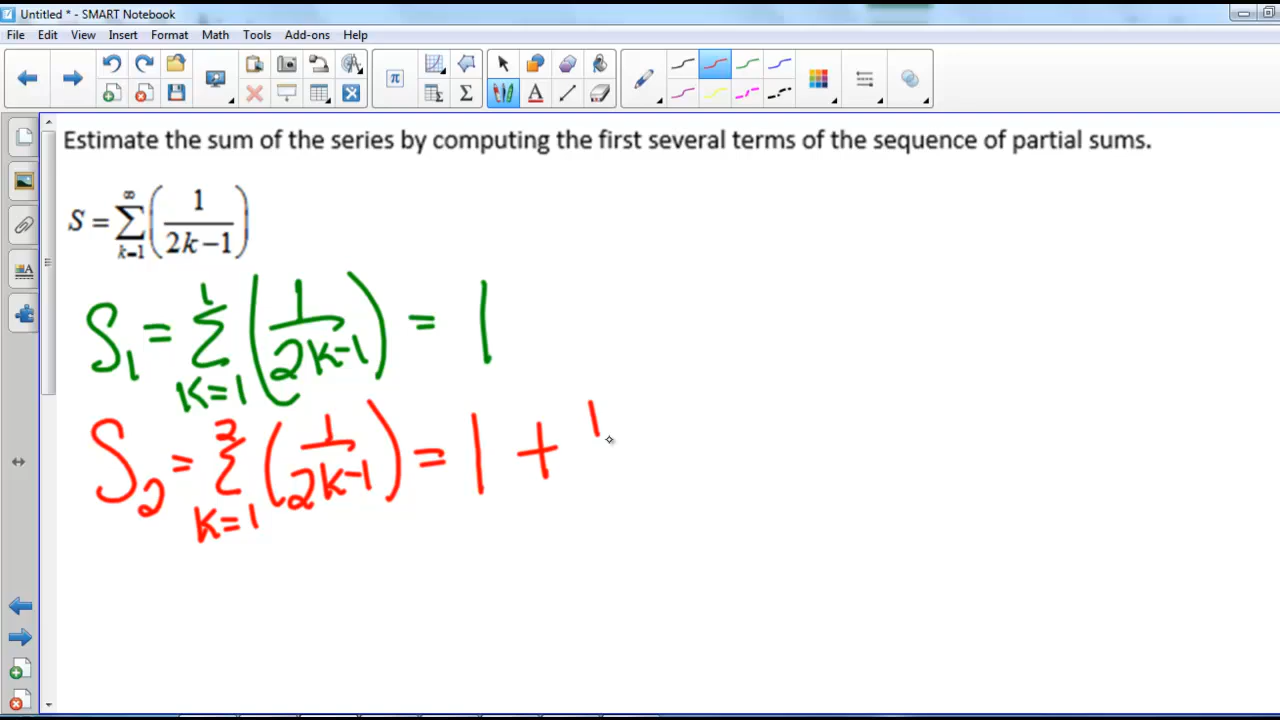 Untitled * - SMART Notebook
File Edit View Insert Format Math Tools Add-ons Help
π Σ A
Estimate the sum of the series by computing the first several terms of the sequence of partial sums.
S = ∑_{k=1}^{∞} (1/(2k−1))
S₁ = ∑_{K=1}^{1} (1/(2K-1)) = 1
S₂ = ∑_{K=1}^{2} (1/(2K-1)) = 1 + 1